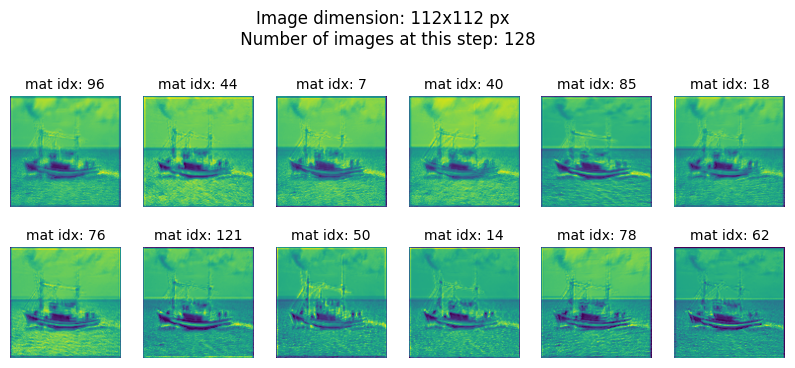 Image dimension: 112x112 px
Number of images at this step: 128
mat idx: 96
mat idx: 44
mat idx: 7
mat idx: 40
mat idx: 85
mat idx: 18
mat idx: 76
mat idx: 121
mat idx: 50
mat idx: 14
mat idx: 78
mat idx: 62